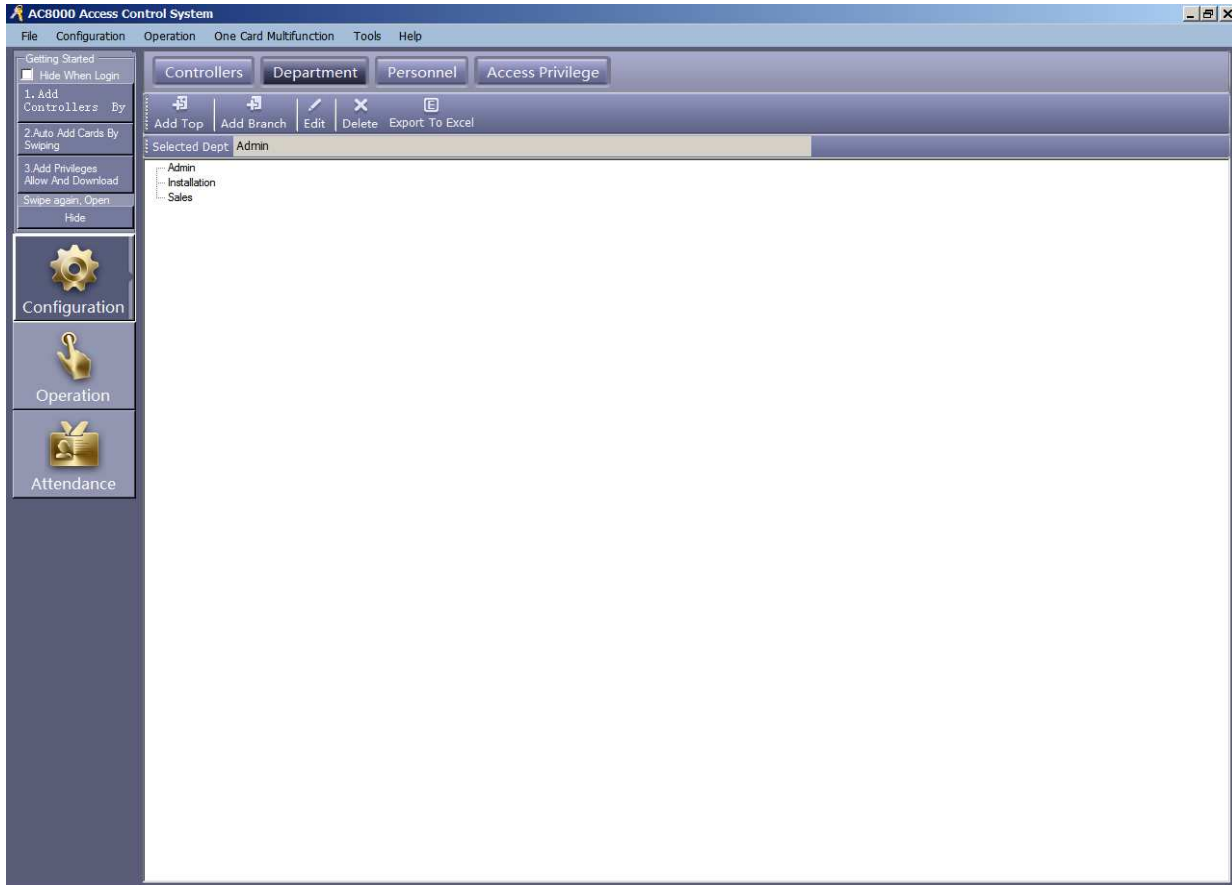 AC8000 Access Control System
File Configuration Operation One Card Multifunction Tools Help
Getting Started
Hide When Login
1.Add
Controllers By
2.Auto Add Cards By
Swiping
3.Add Privileges
Allow And Download
Swipe again, Open
Hide
Configuration
Operation
Attendance
Controllers Department Personnel Access Privilege
Add Top Add Branch Edit Delete Export To Excel
Selected Dept Admin
Admin
Installation
Sales